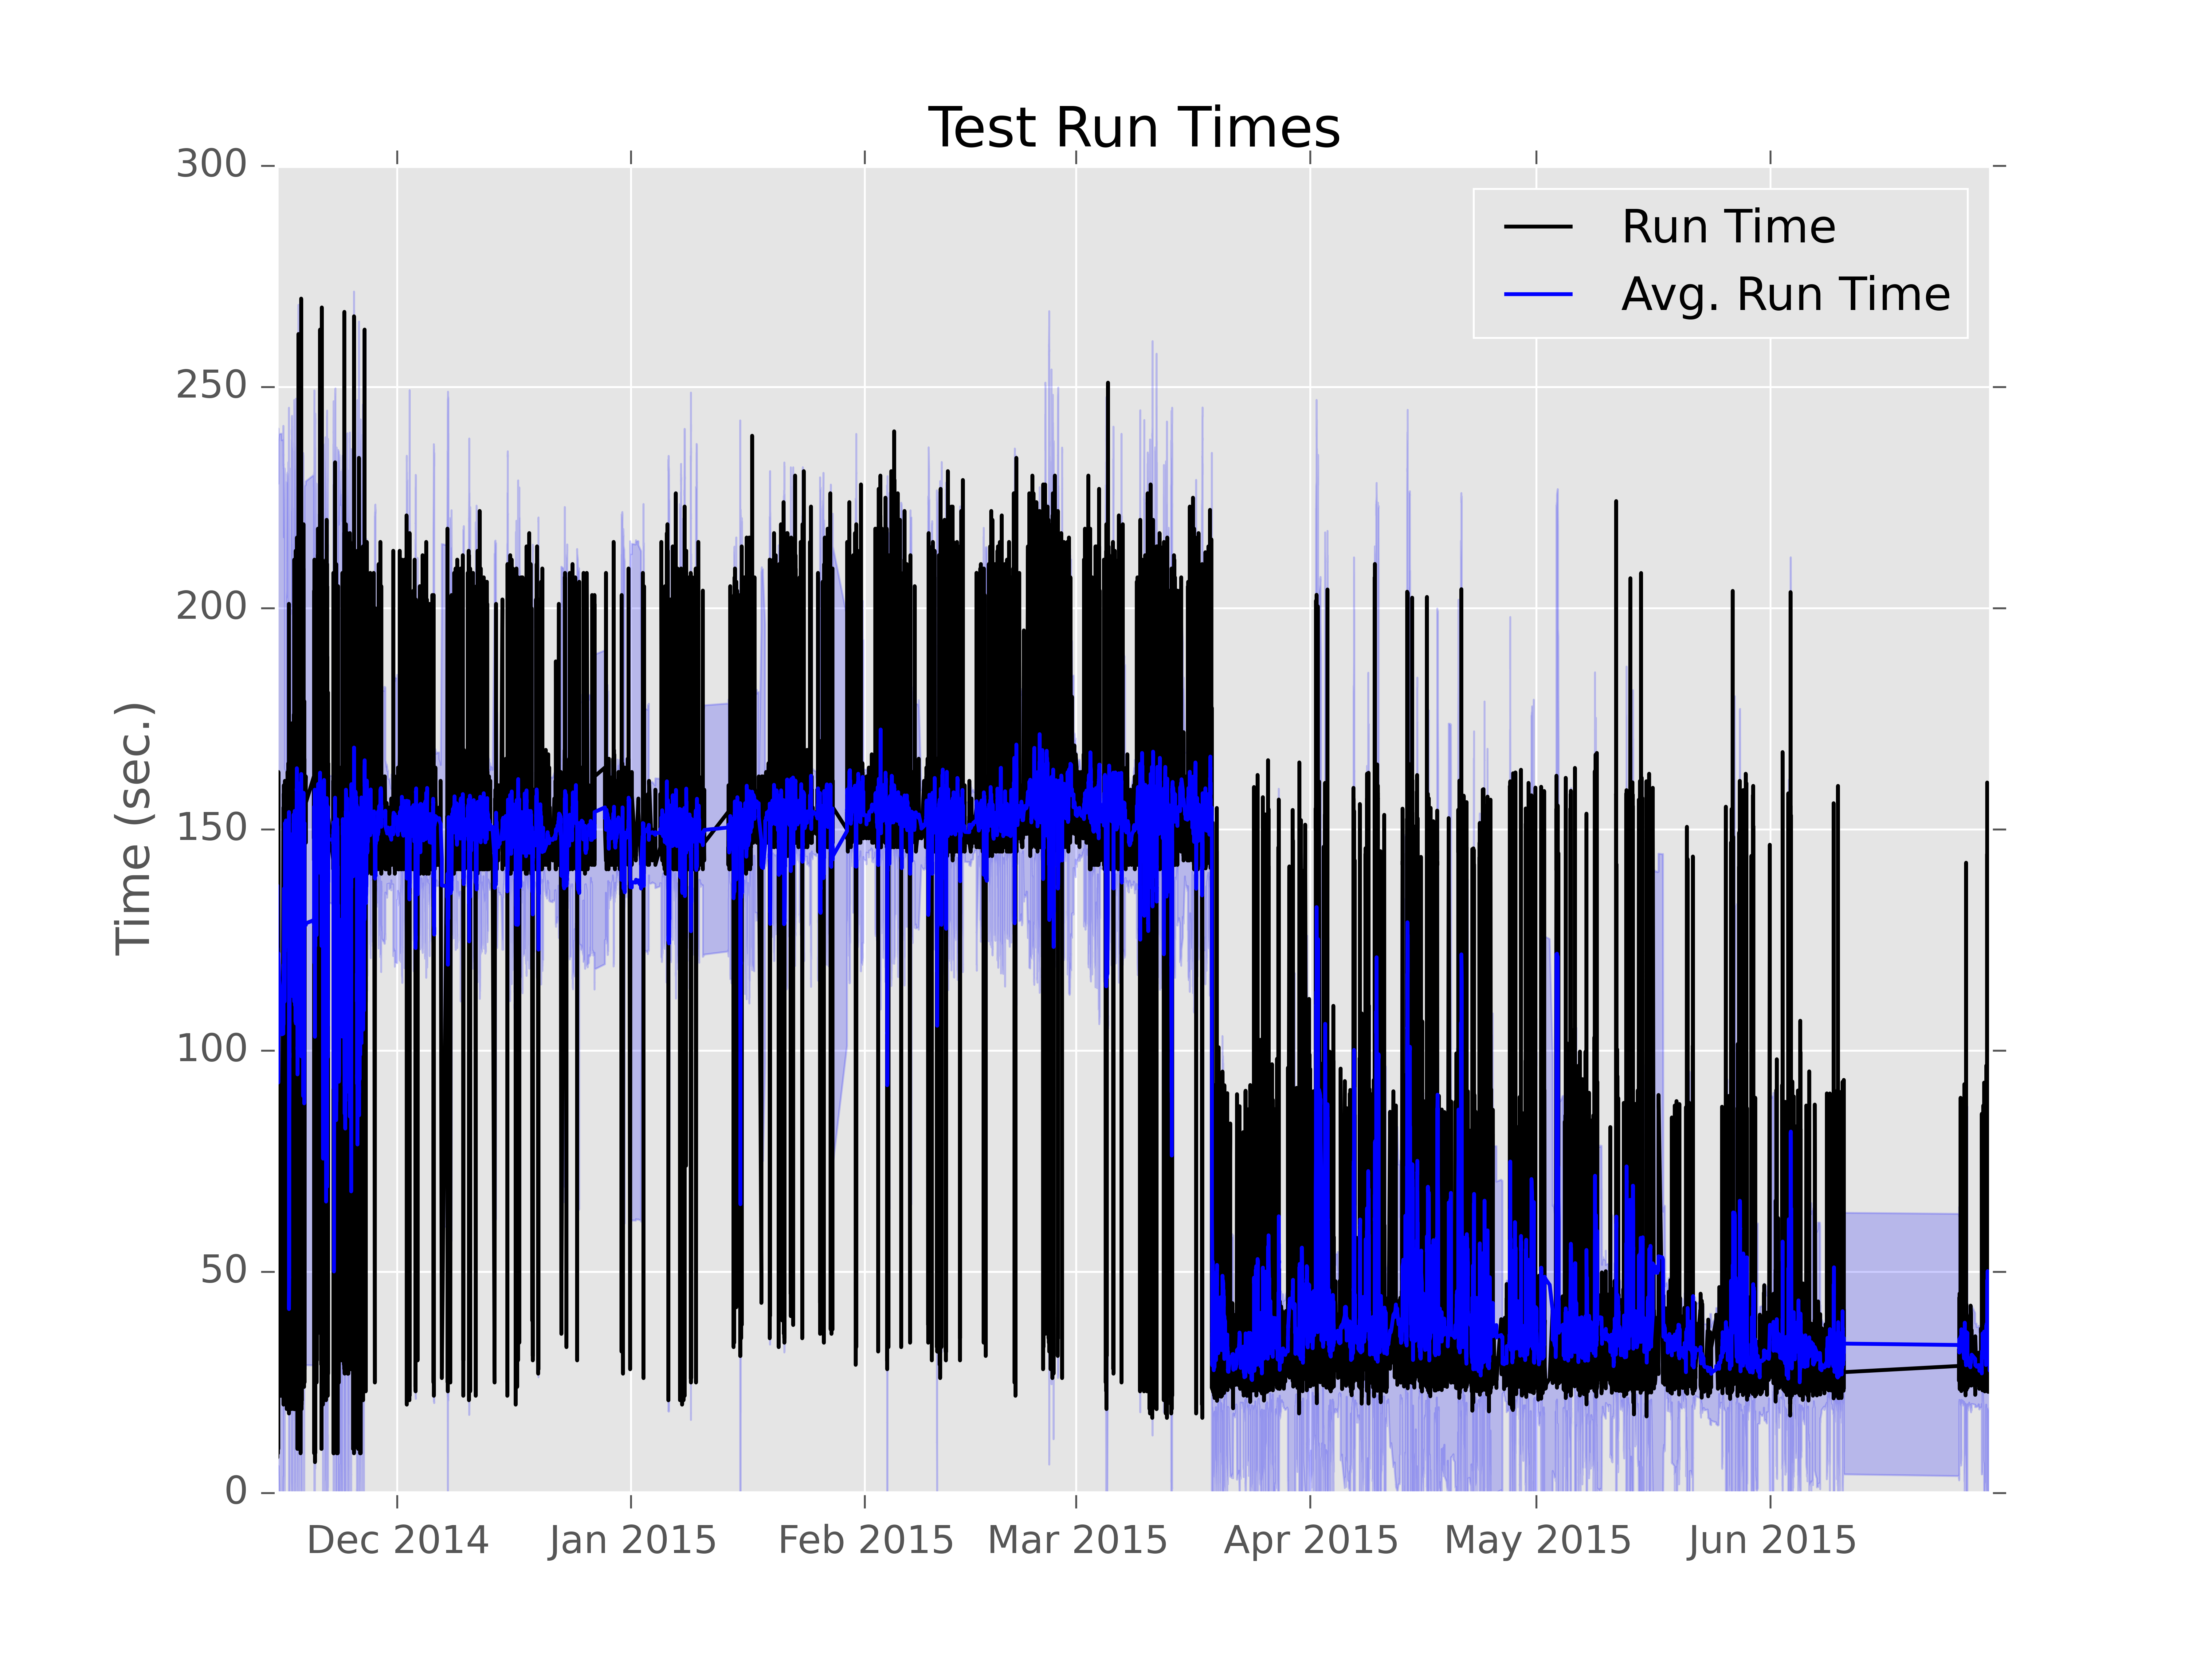 Test Run Times
Run Time
Avg. Run Time
Time (sec.)
300
250
200
150
100
50
0
Dec 2014
Jan 2015
Feb 2015
Mar 2015
Apr 2015
May 2015
Jun 2015